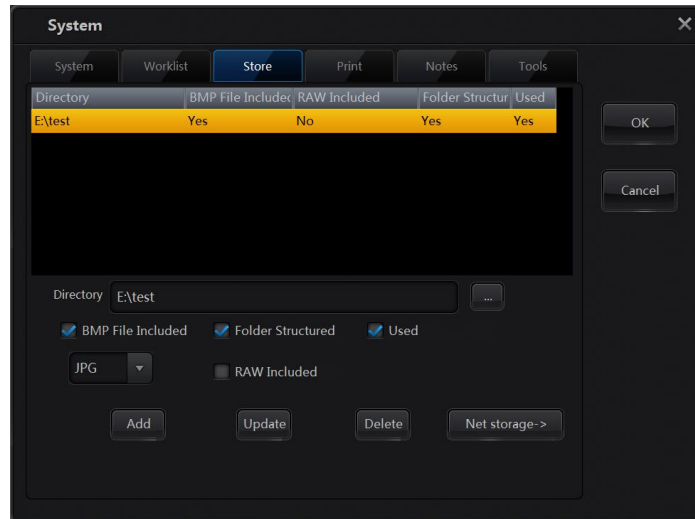 System
System Worklist Store Print Notes Tools
Directory BMP File Includec RAW Included Folder Structur Used
E:\test Yes No Yes Yes
OK
Cancel
Directory E:\test ...
BMP File Included Folder Structured Used
JPG RAW Included
Add Update Delete Net storage->